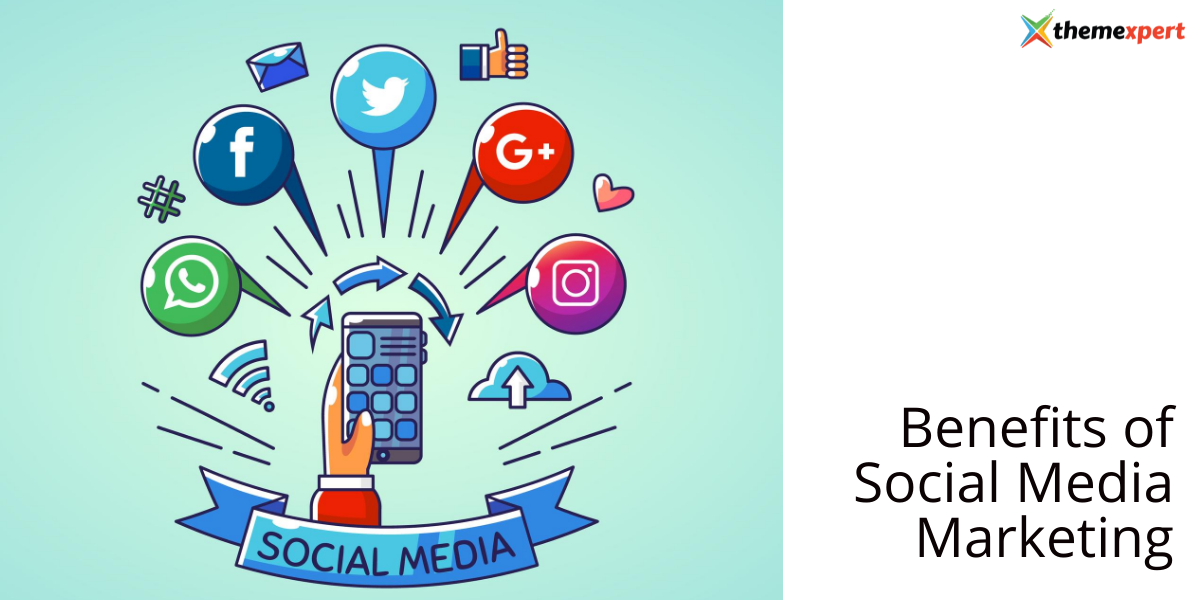 themexpert
f
G+
SOCIAL MEDIA
Benefits of
Social Media
Marketing